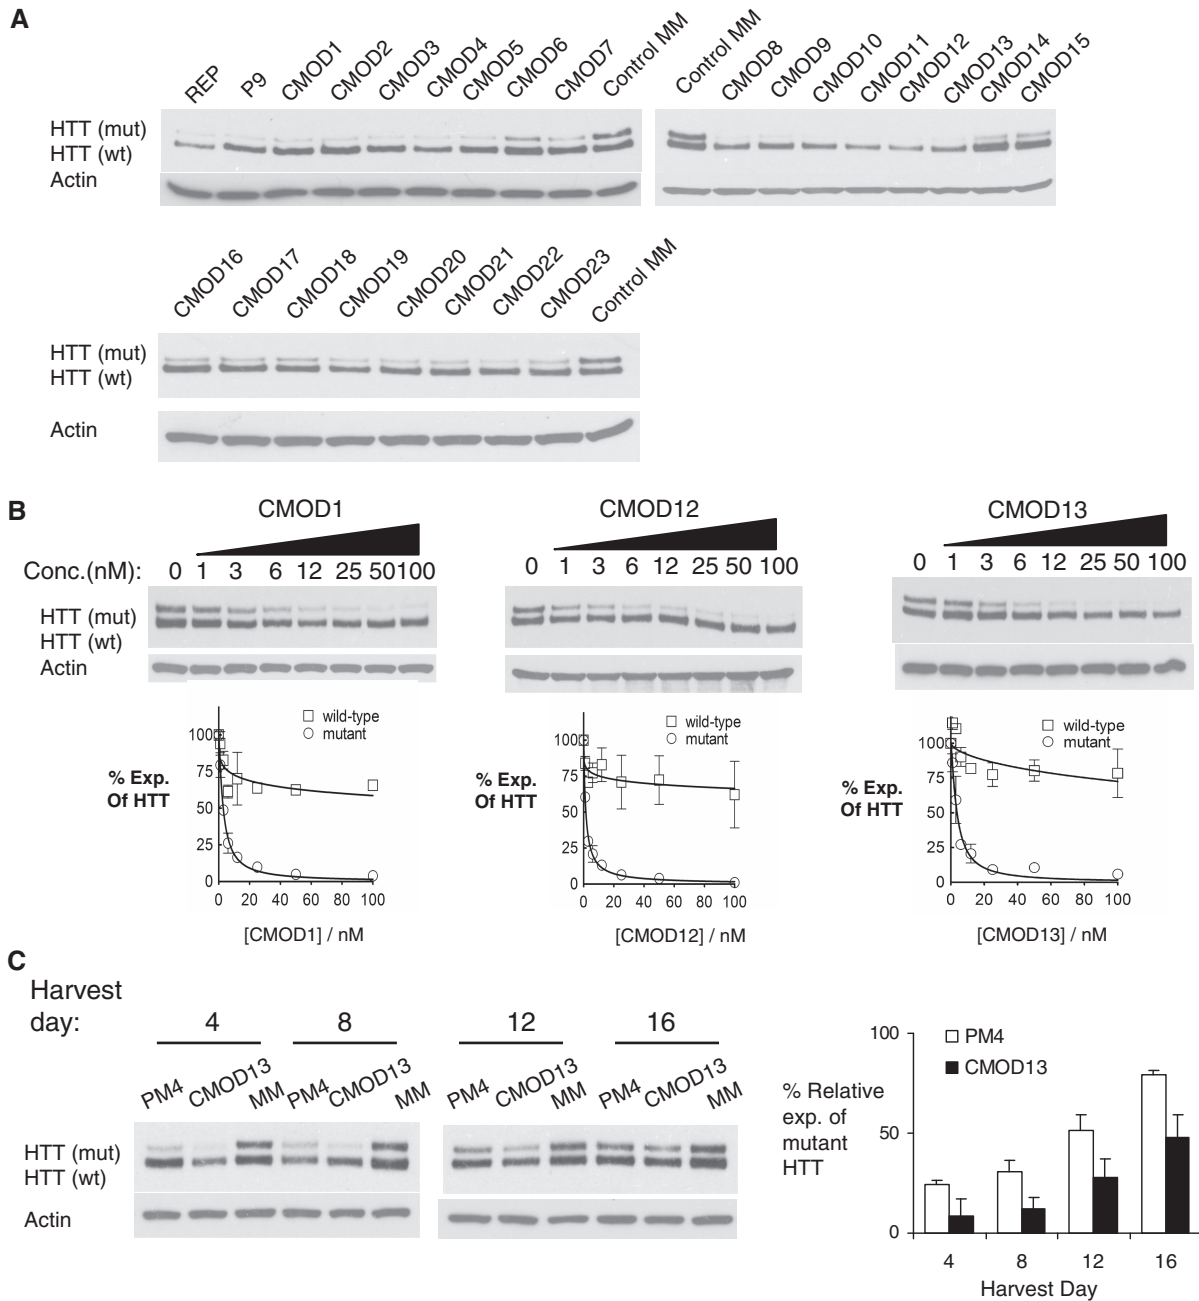 A
REP P9 CMOD1 CMOD2 CMOD3 CMOD4 CMOD5 CMOD6 CMOD7 Control MM
Control MM CMOD8 CMOD9 CMOD10 CMOD11 CMOD12 CMOD13 CMOD14 CMOD15
HTT (mut)
HTT (wt)
Actin
CMOD16 CMOD17 CMOD18 CMOD19 CMOD20 CMOD21 CMOD22 CMOD23 Control MM
HTT (mut)
HTT (wt)
Actin
B
CMOD1 CMOD12 CMOD13
Conc.(nM): 0 1 3 6 12 25 50 100 0 1 3 6 12 25 50 100 0 1 3 6 12 25 50 100
HTT (mut)
HTT (wt)
Actin
% Exp.
Of HTT
100
75
50
25
0
wild-type
mutant
0 20 40 60 80 100
[CMOD1] / nM
% Exp.
Of HTT
100
75
50
25
0
wild-type
mutant
0 20 40 60 80 100
[CMOD12] / nM
% Exp.
Of HTT
100
75
50
25
0
wild-type
mutant
0 20 40 60 80 100
[CMOD13] / nM
C
Harvest
day: 4 8 12 16
PM4 CMOD13 MM PM4 CMOD13 MM PM4 CMOD13 MM PM4 CMOD13 MM
HTT (mut)
HTT (wt)
Actin
% Relative
exp. of
mutant
HTT
100
50
0
PM4
CMOD13
4 8 12 16
Harvest Day